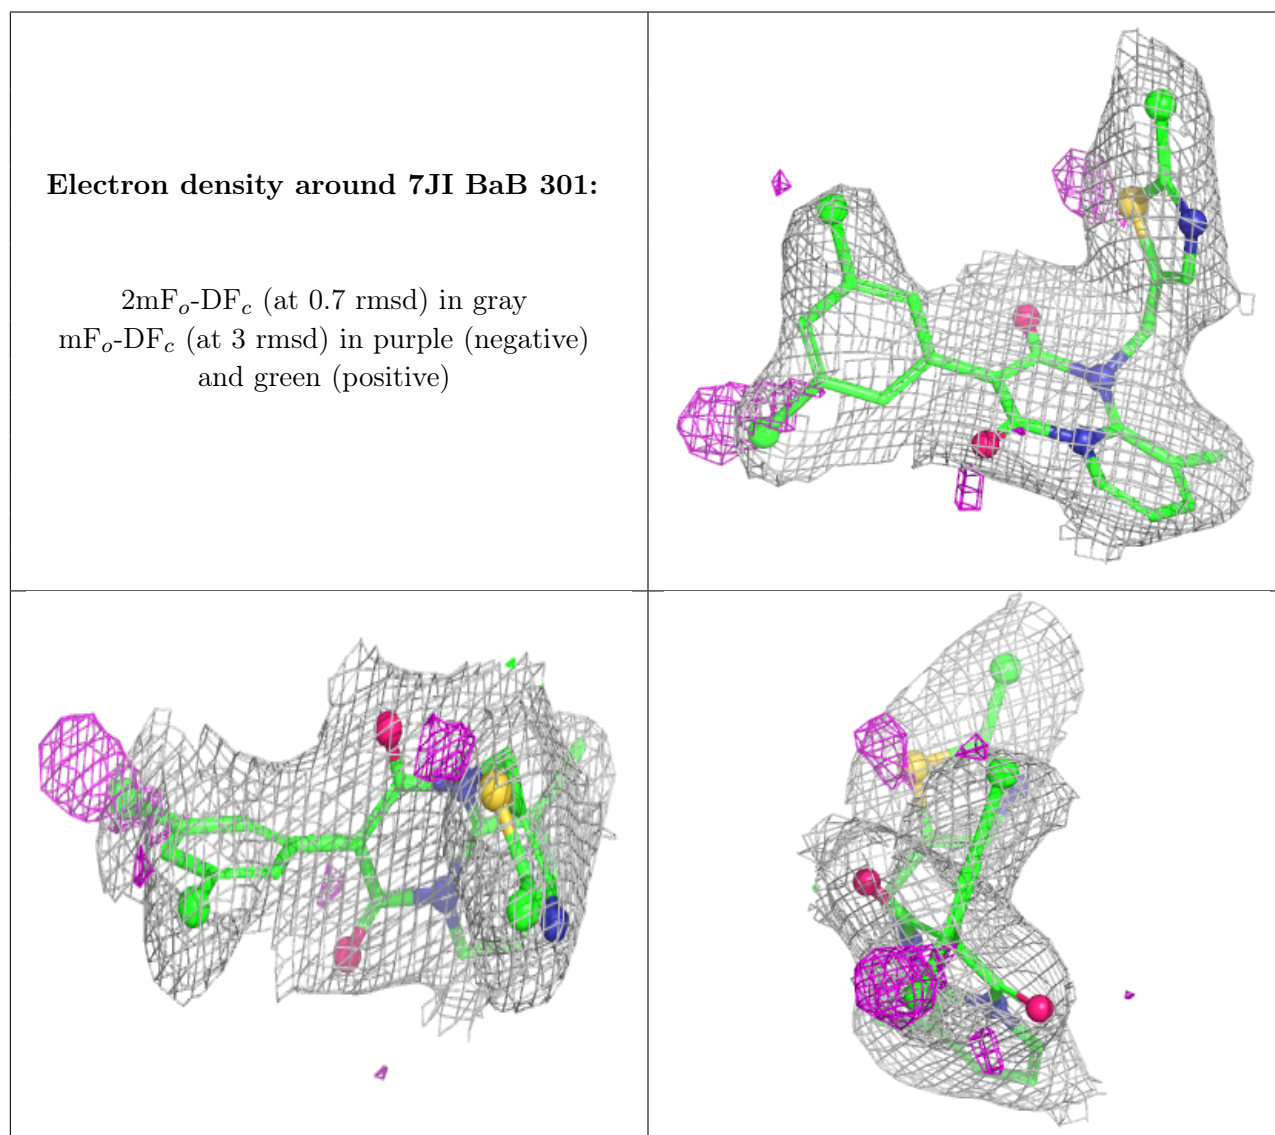 Electron density around 7JI BaB 301:
2mFₒ-DF𝑐 (at 0.7 rmsd) in gray
mFₒ-DF𝑐 (at 3 rmsd) in purple (negative)
and green (positive)